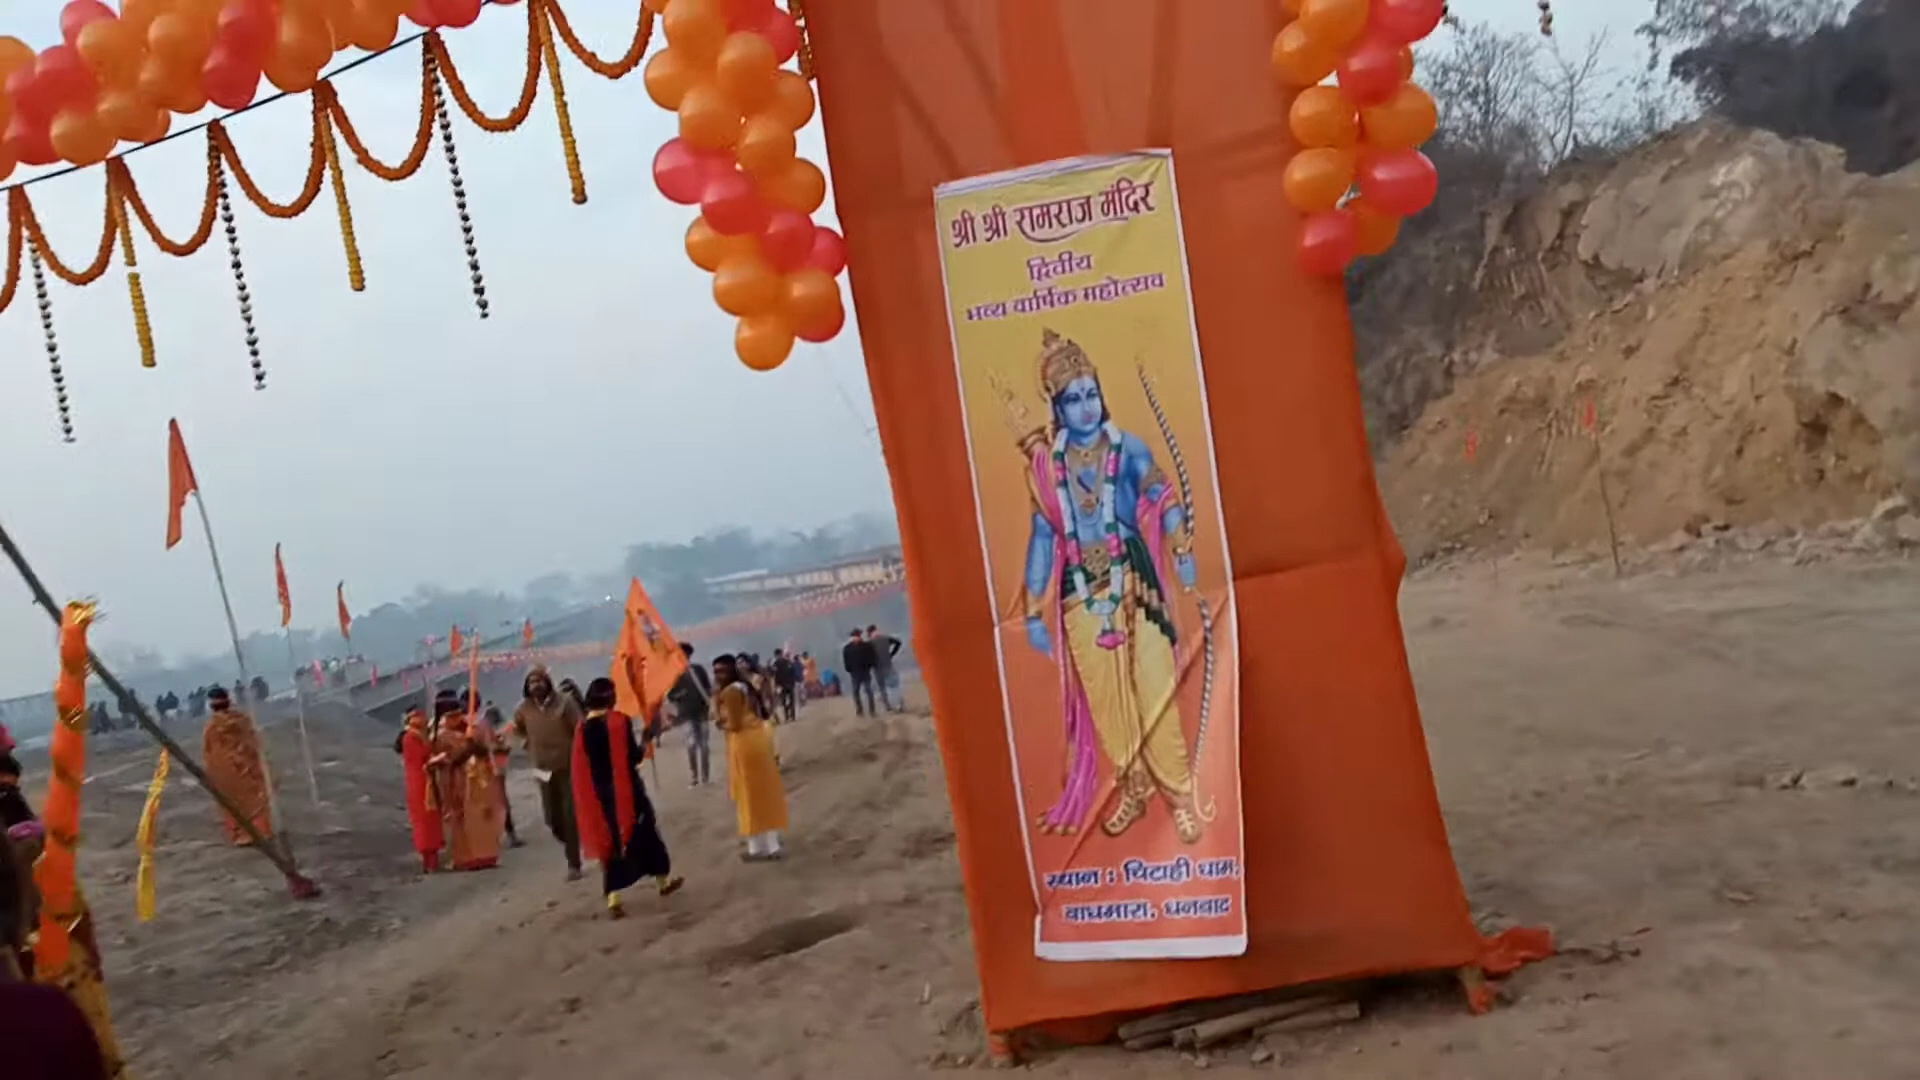 श्री श्री रामराज मंदिर
द्वितीय
भव्य वार्षिक महोत्सव
स्थान : चिटाही धाम,
बाघमारा, धनबाद